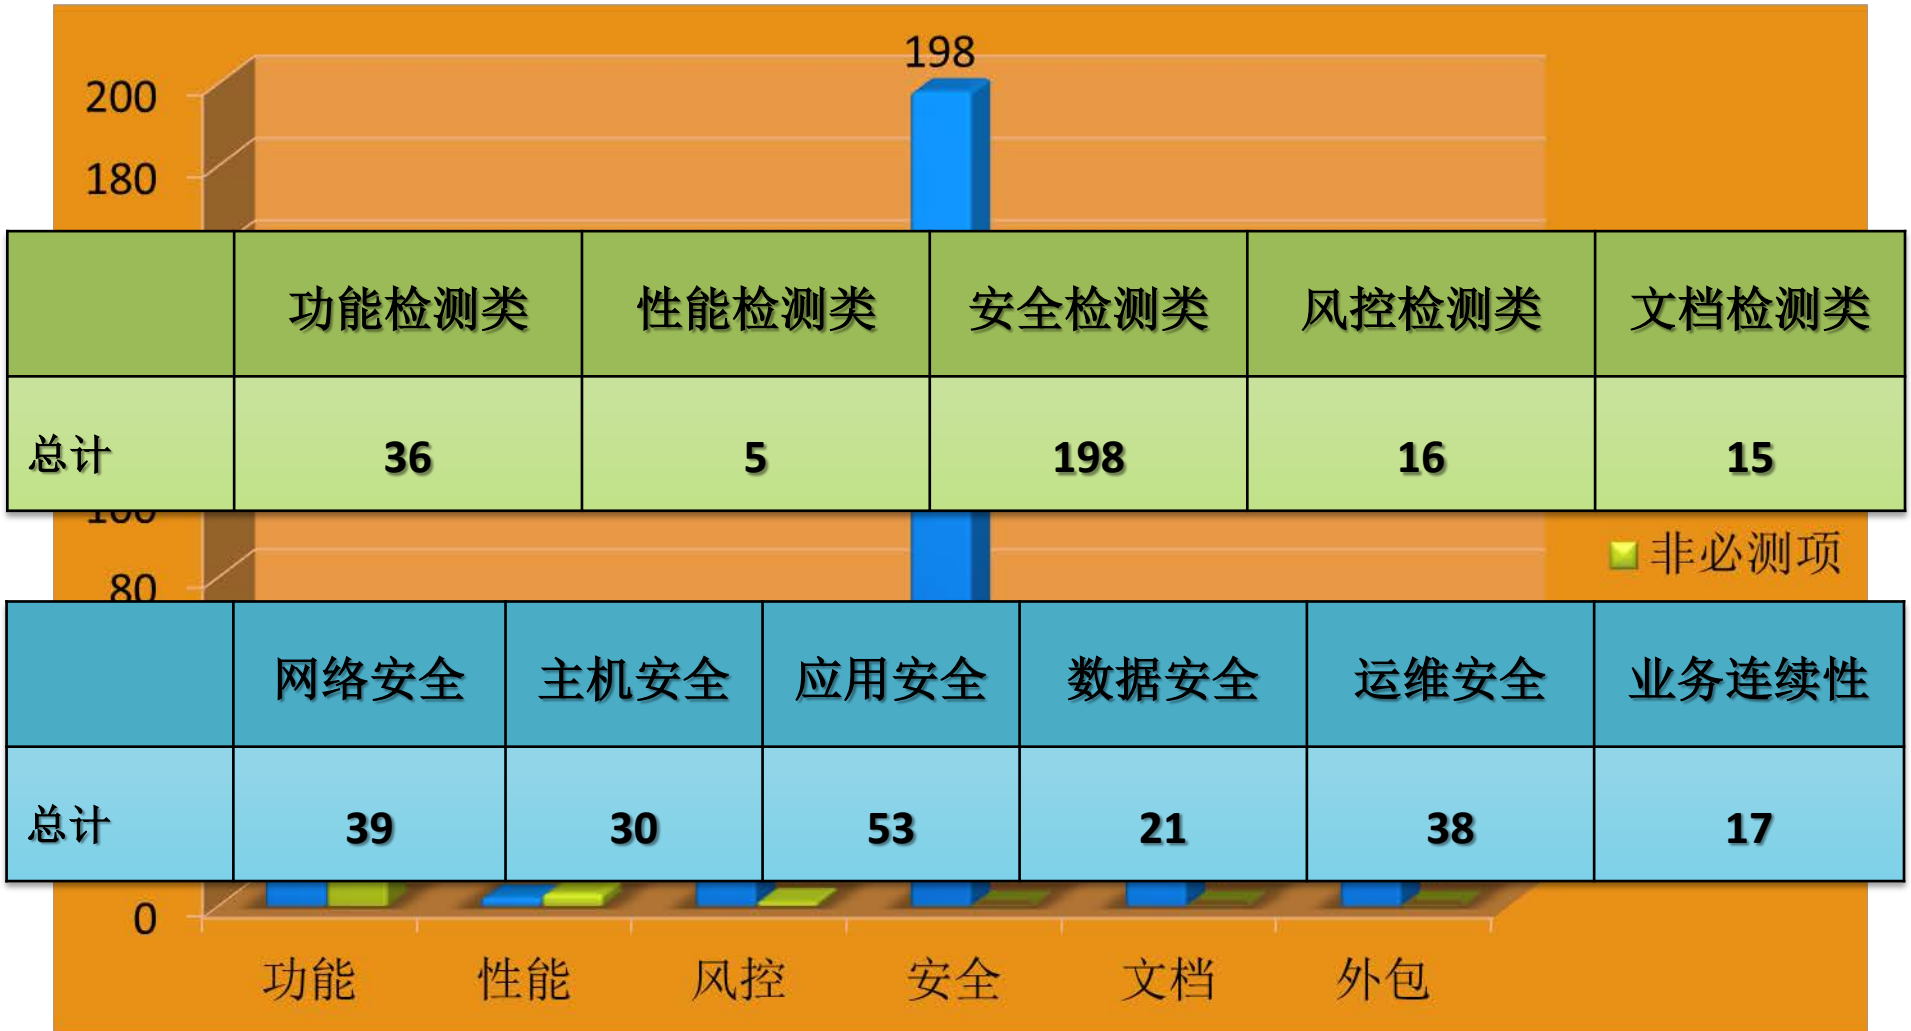 198
200
180
功能检测类 性能检测类 安全检测类 风控检测类 文档检测类
总计 36 5 198 16 15
100
非必测项
80
网络安全 主机安全 应用安全 数据安全 运维安全 业务连续性
总计 39 30 53 21 38 17
0
功能 性能 风控 安全 文档 外包